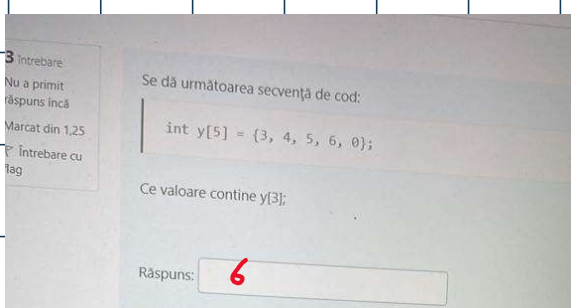 3 Întrebare
Nu a primit
răspuns încă
Marcat din 1,25
Întrebare cu
flag
Se dă următoarea secvență de cod:
int y[5] = {3, 4, 5, 6, 0};
Ce valoare contine y[3];
Răspuns: 6